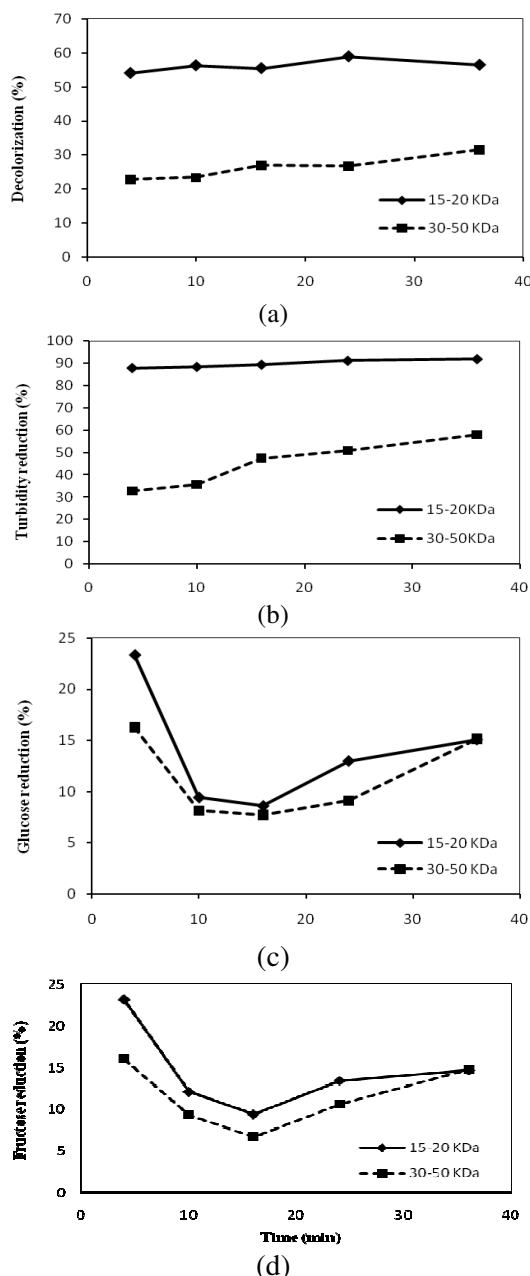 Decolorization (%)
70
60
50
40
30
20
10
0
15-20 KDa
30-50 KDa
0 10 20 30 40
(a)
Turbidity reduction (%)
100
90
80
70
60
50
40
30
20
10
0
15-20KDa
30-50KDa
0 10 20 30 40
(b)
Glucose reduction (%)
25
20
15
10
5
0
15-20 KDa
30-50 KDa
0 10 20 30 40
(c)
Fructose reduction (%)
25
20
15
10
5
0
15-20 KDa
30-50 KDa
0 10 20 30 40
Time (min)
(d)